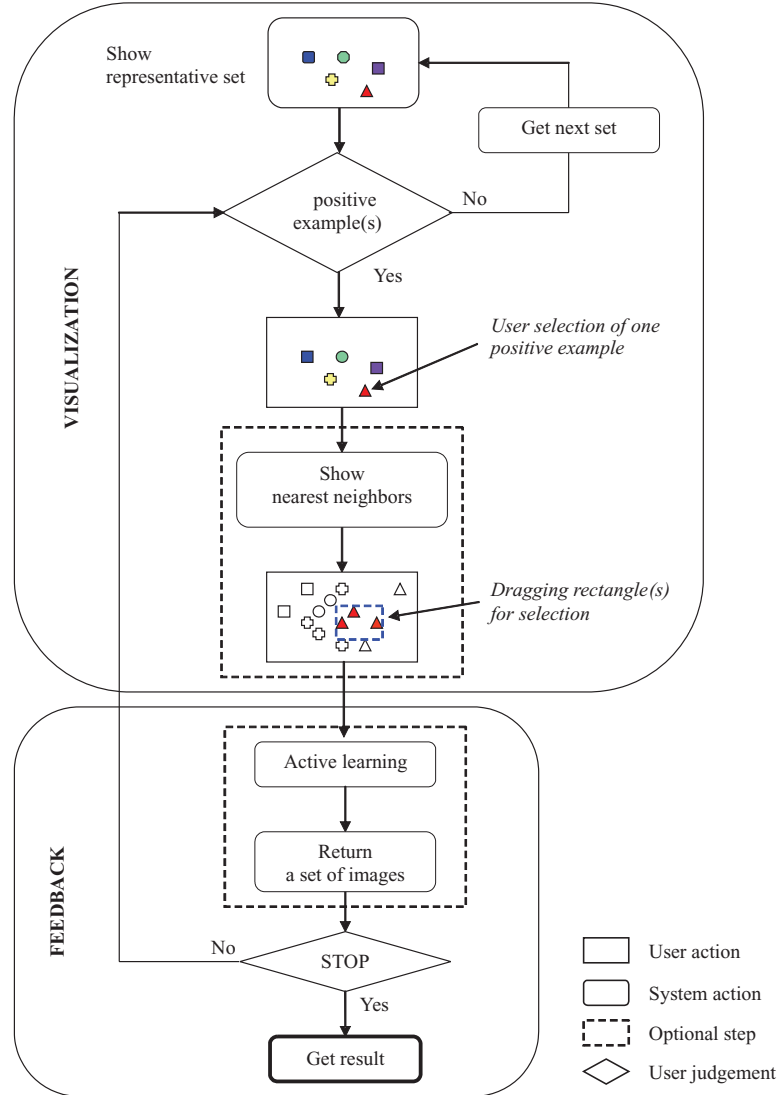 Show
representative set
Get next set
positive
example(s)
No
Yes
VISUALIZATION
User selection of one
positive example
Show
nearest neighbors
Dragging rectangle(s)
for selection
Active learning
Return
a set of images
FEEDBACK
No
STOP
Yes
Get result
User action
System action
Optional step
User judgement